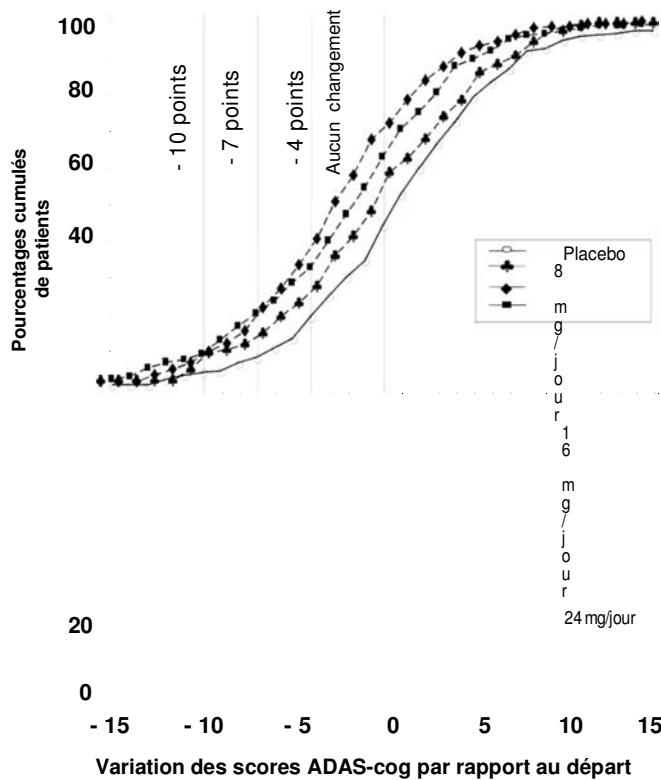 100
80
60
40
20
0
Pourcentages cumulés
de patients
- 10 points
- 7 points
- 4 points
Aucun changement
Placebo
8
m
g
/
j
o
u
r
1
6
m
g
/
j
o
u
r
24 mg/jour
- 15
- 10
- 5
0
5
10
15
Variation des scores ADAS-cog par rapport au départ